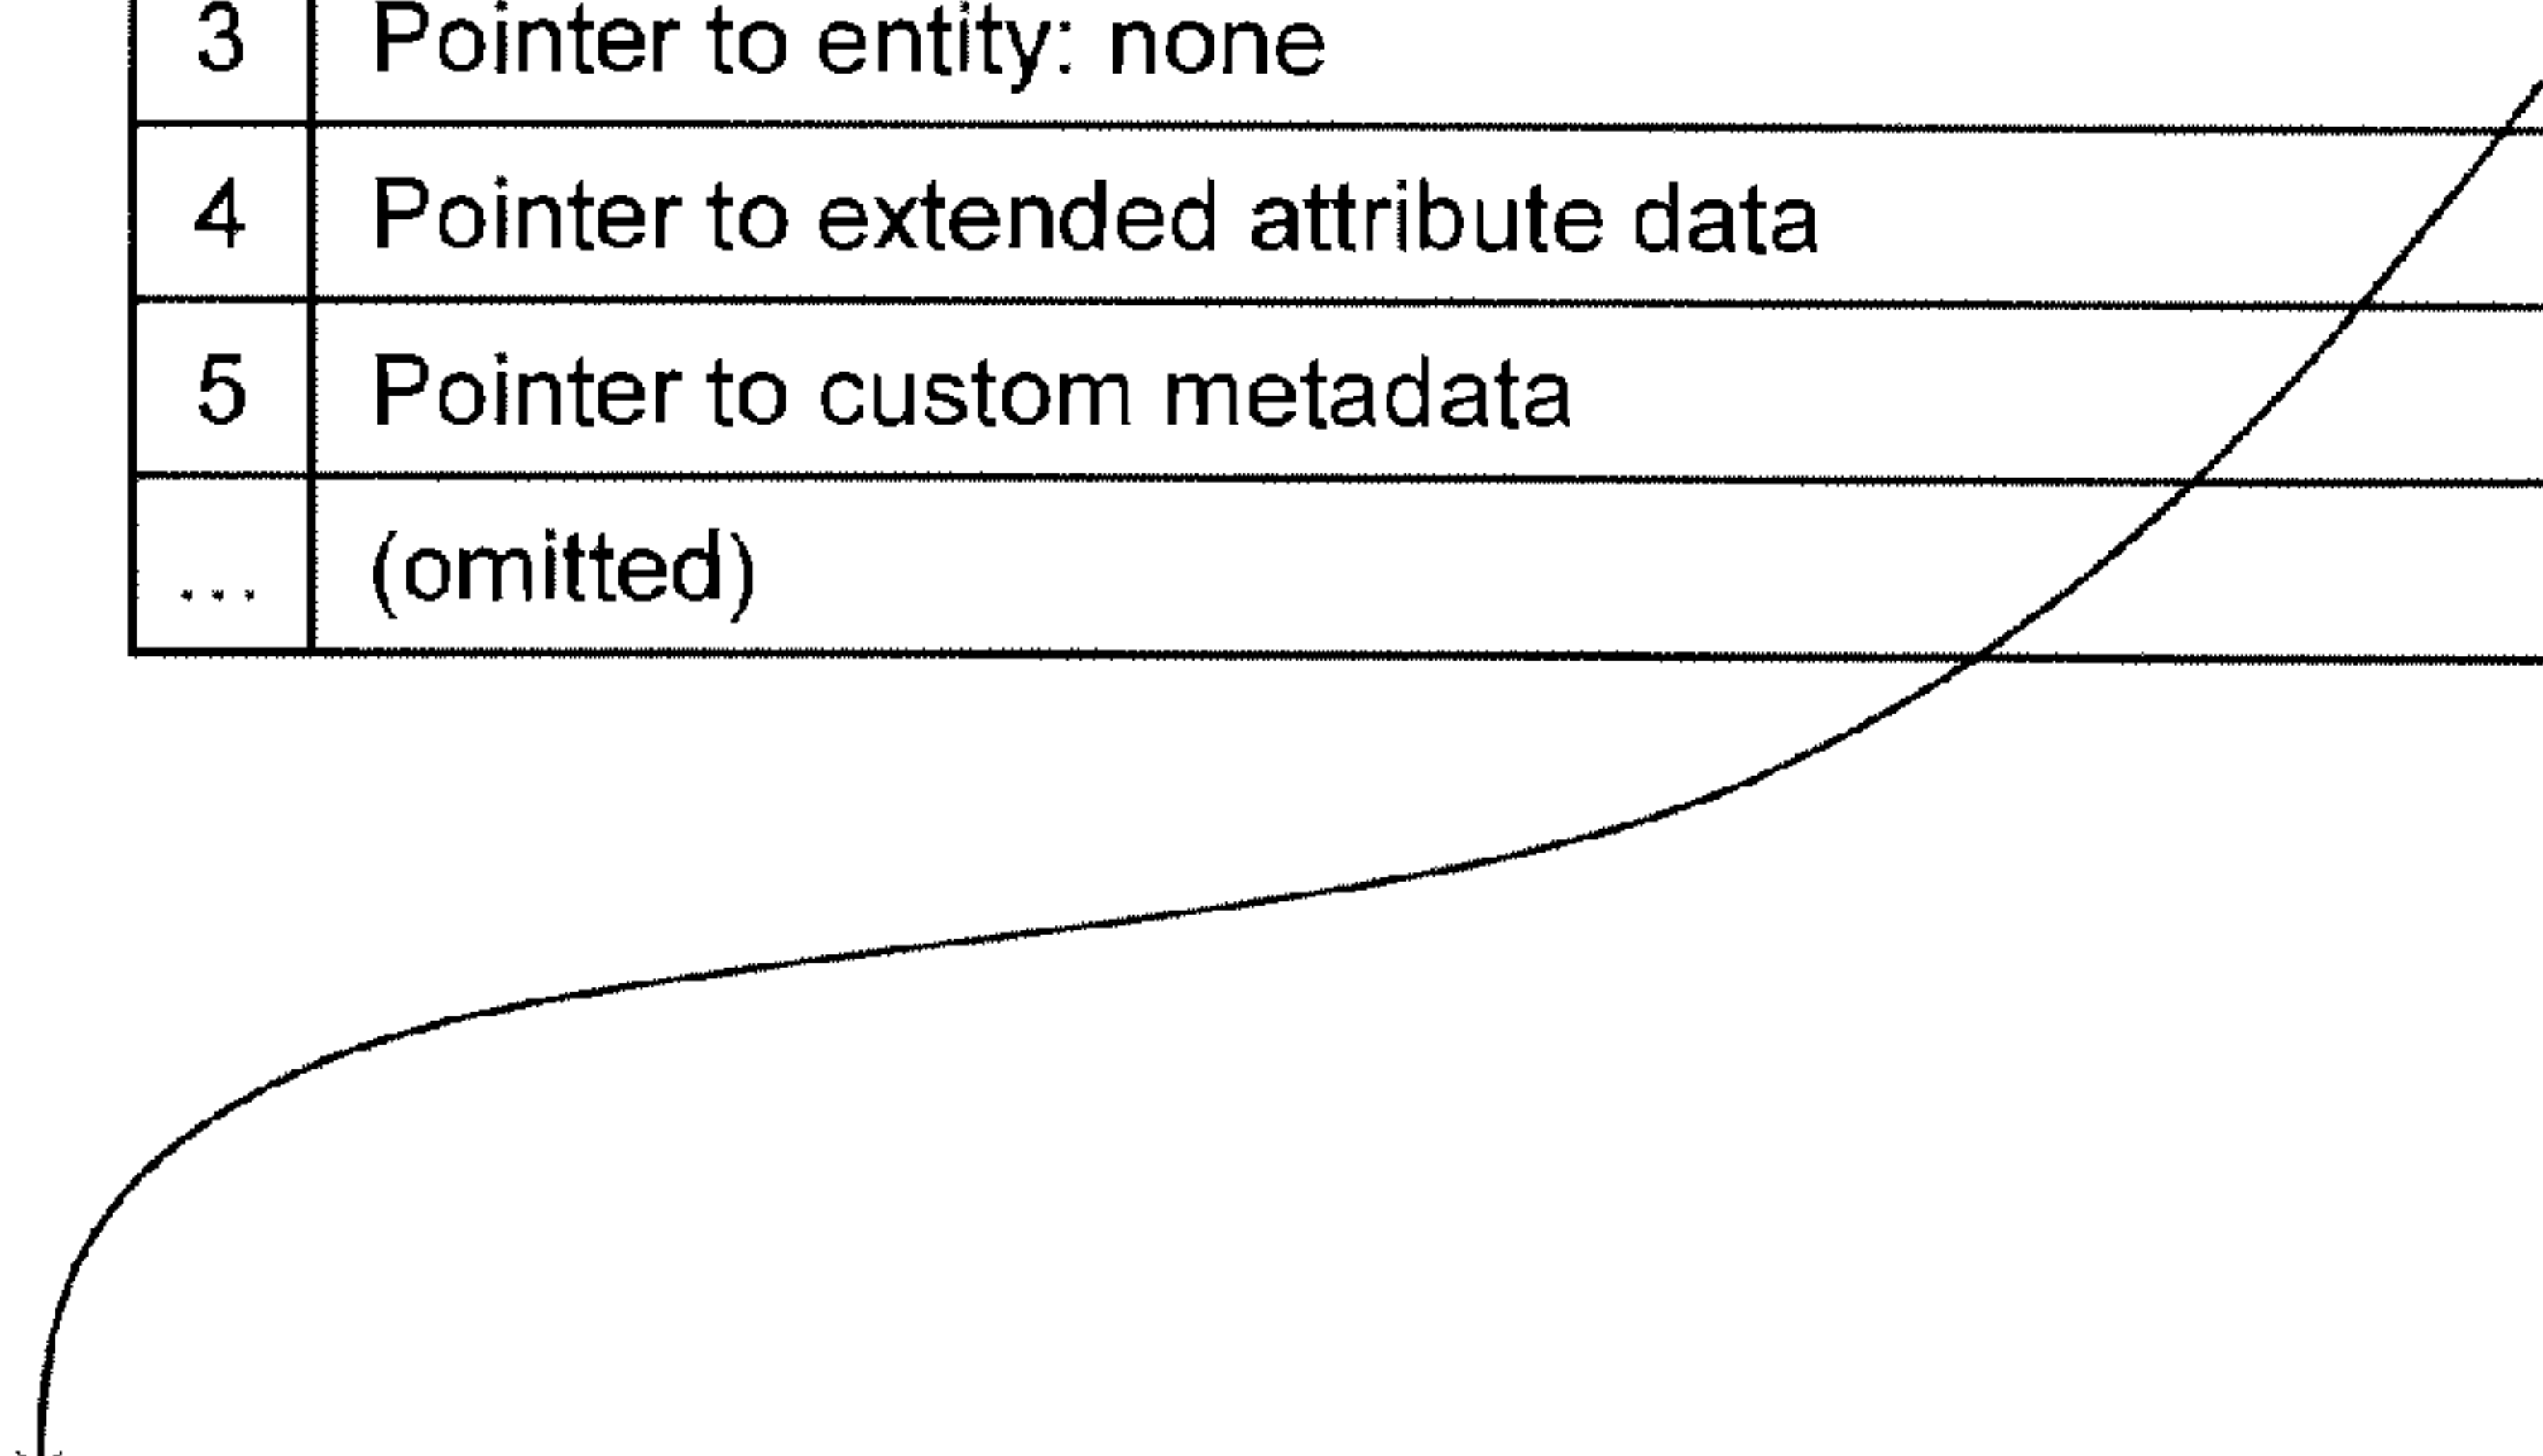 3 Pointer to entity: none
4 Pointer to extended attribute data
5 Pointer to custom metadata
... (omitted)